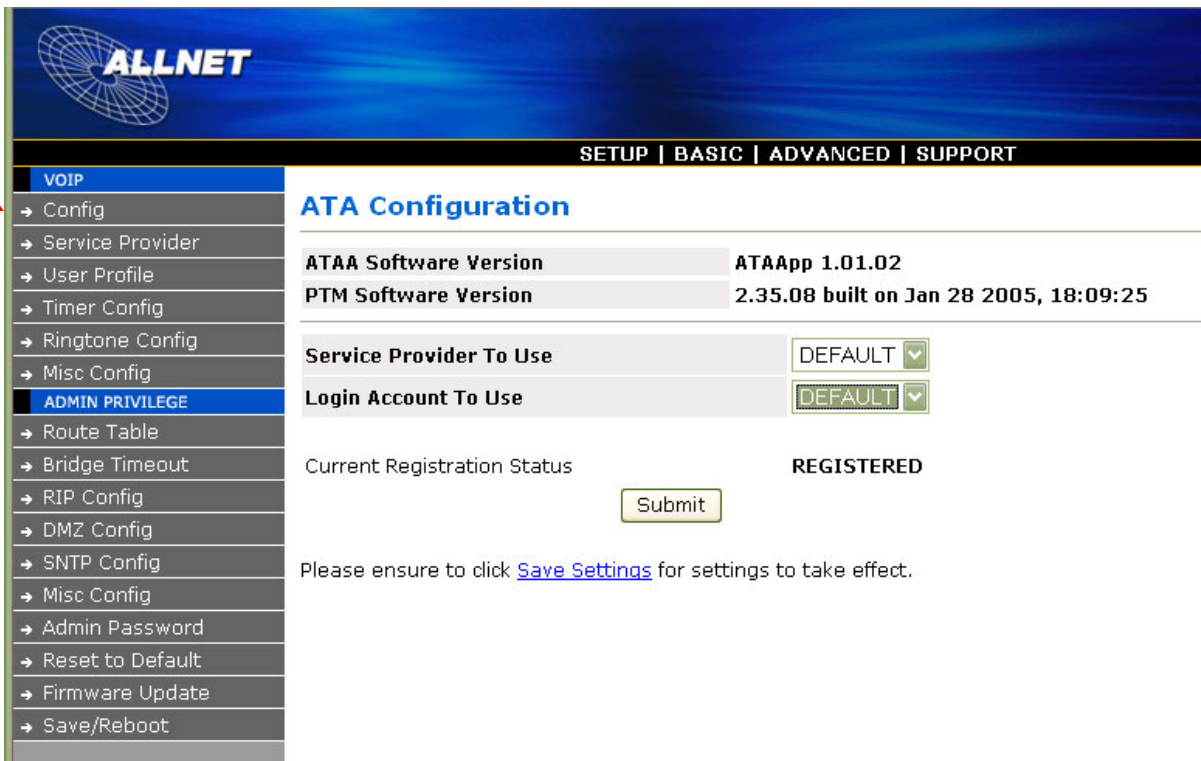 ALLNET
SETUP | BASIC | ADVANCED | SUPPORT
VOIP
Config
Service Provider
User Profile
Timer Config
Ringtone Config
Misc Config
ADMIN PRIVILEGE
Route Table
Bridge Timeout
RIP Config
DMZ Config
SNTP Config
Misc Config
Admin Password
Reset to Default
Firmware Update
Save/Reboot
ATA Configuration
ATAA Software Version ATAApp 1.01.02
PTM Software Version 2.35.08 built on Jan 28 2005, 18:09:25
Service Provider To Use DEFAULT
Login Account To Use DEFAULT
Current Registration Status REGISTERED
Submit
Please ensure to click Save Settings for settings to take effect.